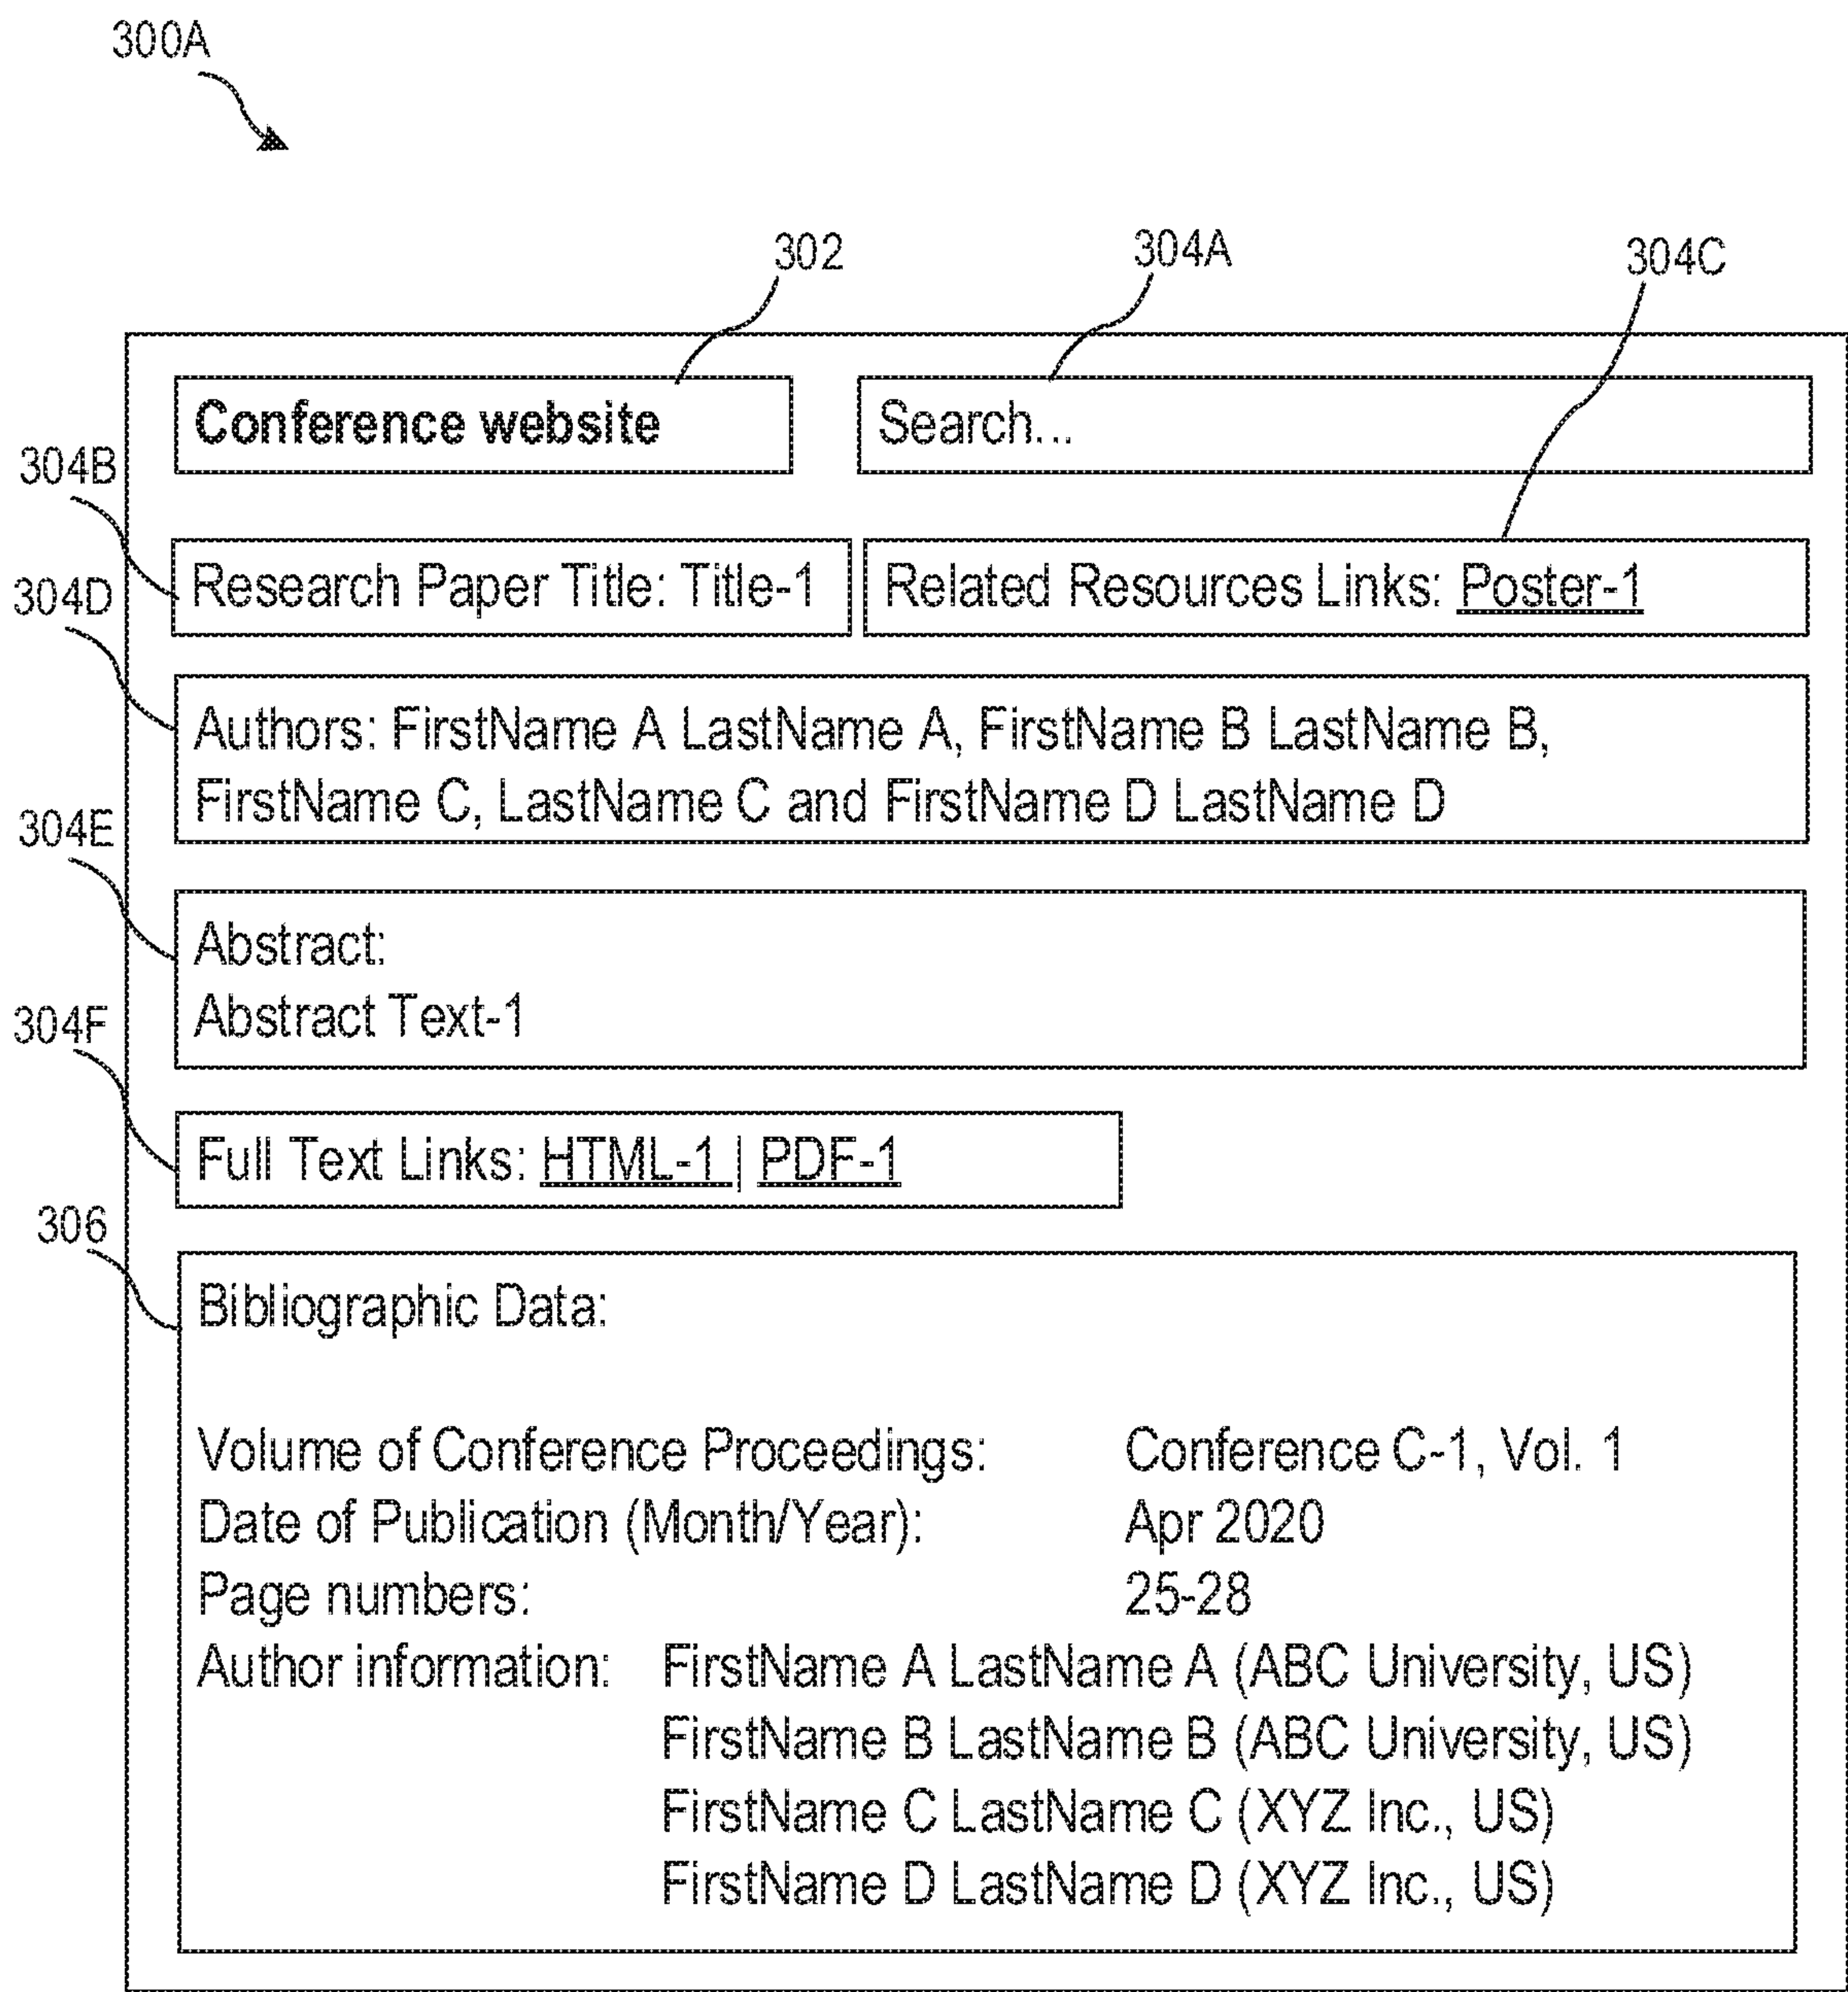 300A
302
304A
304C
Conference website
Search...
304B
Research Paper Title: Title-1
Related Resources Links: Poster-1
304D
Authors: FirstName A LastName A, FirstName B LastName B,
FirstName C, LastName C and FirstName D LastName D
304E
Abstract:
Abstract Text-1
304F
Full Text Links: HTML-1 | PDF-1
306
Bibliographic Data:
Volume of Conference Proceedings: Conference C-1, Vol. 1
Date of Publication (Month/Year): Apr 2020
Page numbers: 25-28
Author information: FirstName A LastName A (ABC University, US)
FirstName B LastName B (ABC University, US)
FirstName C LastName C (XYZ Inc., US)
FirstName D LastName D (XYZ Inc., US)